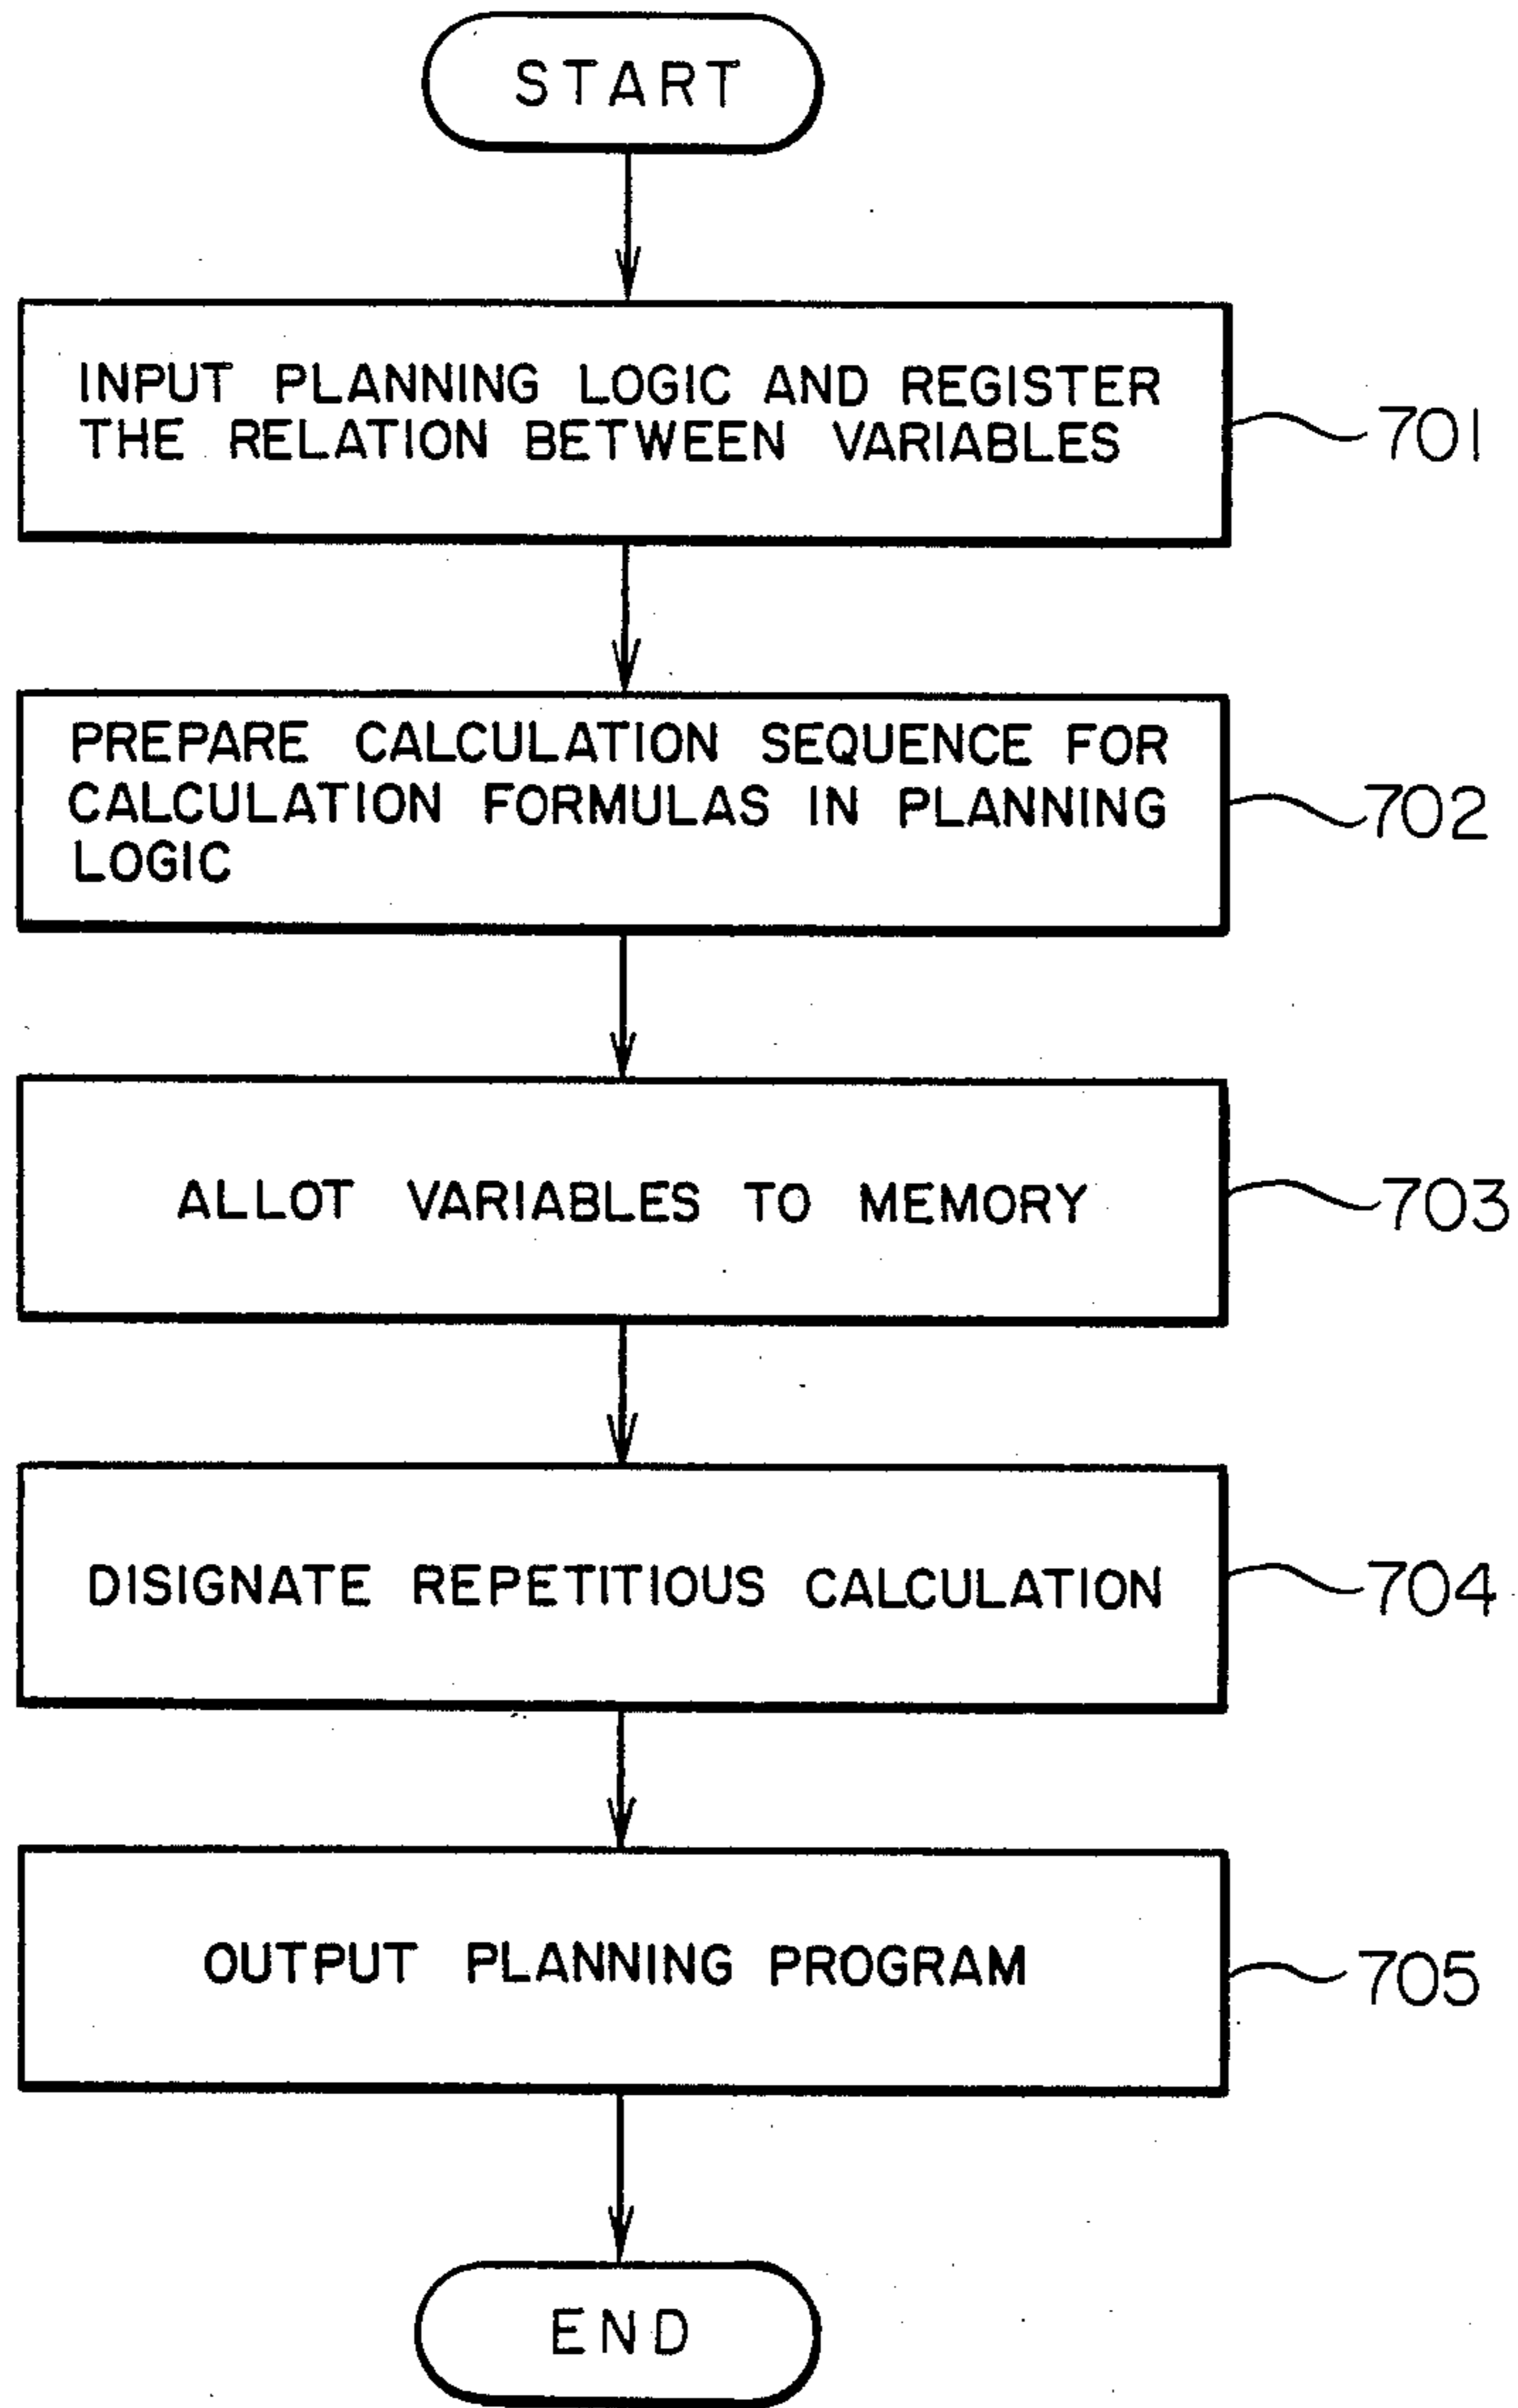 START
INPUT PLANNING LOGIC AND REGISTER
THE RELATION BETWEEN VARIABLES
701
PREPARE CALCULATION SEQUENCE FOR
CALCULATION FORMULAS IN PLANNING
LOGIC
702
ALLOT VARIABLES TO MEMORY
703
DISIGNATE REPETITIOUS CALCULATION
704
OUTPUT PLANNING PROGRAM
705
END